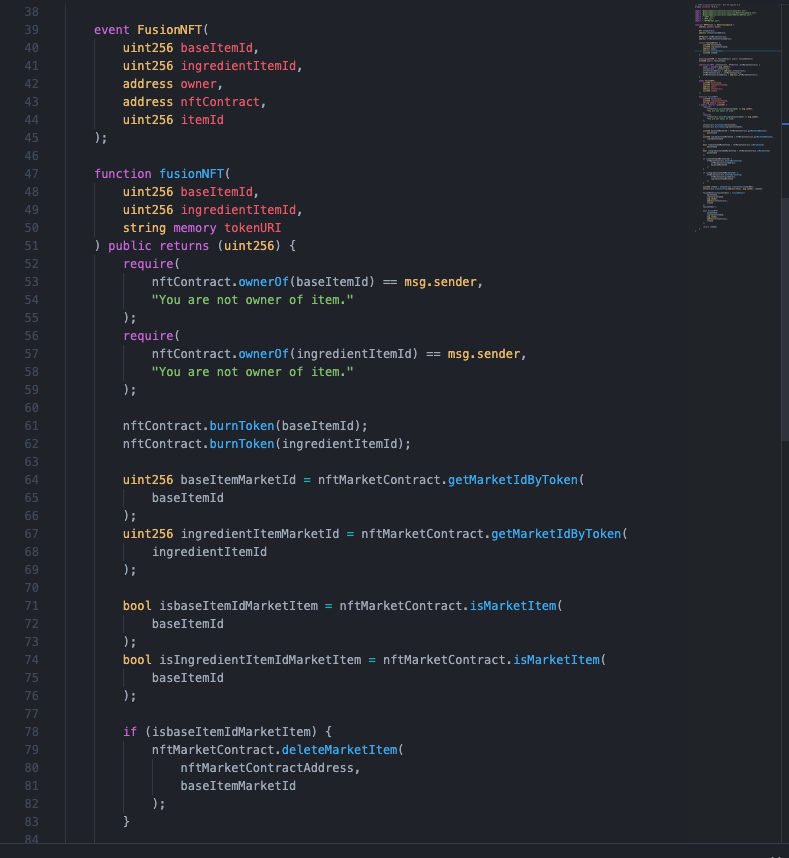 38
39 event FusionNFT(
40 uint256 baseItemId,
41 uint256 ingredientItemId,
42 address owner,
43 address nftContract,
44 uint256 itemId
45 );
46
47 function fusionNFT(
48 uint256 baseItemId,
49 uint256 ingredientItemId,
50 string memory tokenURI
51 ) public returns (uint256) {
52 require(
53 nftContract.ownerOf(baseItemId) == msg.sender,
54 "You are not owner of item."
55 );
56 require(
57 nftContract.ownerOf(ingredientItemId) == msg.sender,
58 "You are not owner of item."
59 );
60
61 nftContract.burnToken(baseItemId);
62 nftContract.burnToken(ingredientItemId);
63
64 uint256 baseItemMarketId = nftMarketContract.getMarketIdByToken(
65 baseItemId
66 );
67 uint256 ingredientItemMarketId = nftMarketContract.getMarketIdByToken(
68 ingredientItemId
69 );
70
71 bool isbaseItemIdMarketItem = nftMarketContract.isMarketItem(
72 baseItemId
73 );
74 bool isIngredientItemIdMarketItem = nftMarketContract.isMarketItem(
75 baseItemId
76 );
77
78 if (isbaseItemIdMarketItem) {
79 nftMarketContract.deleteMarketItem(
80 nftMarketContractAddress,
81 baseItemMarketId
82 );
83 }
84